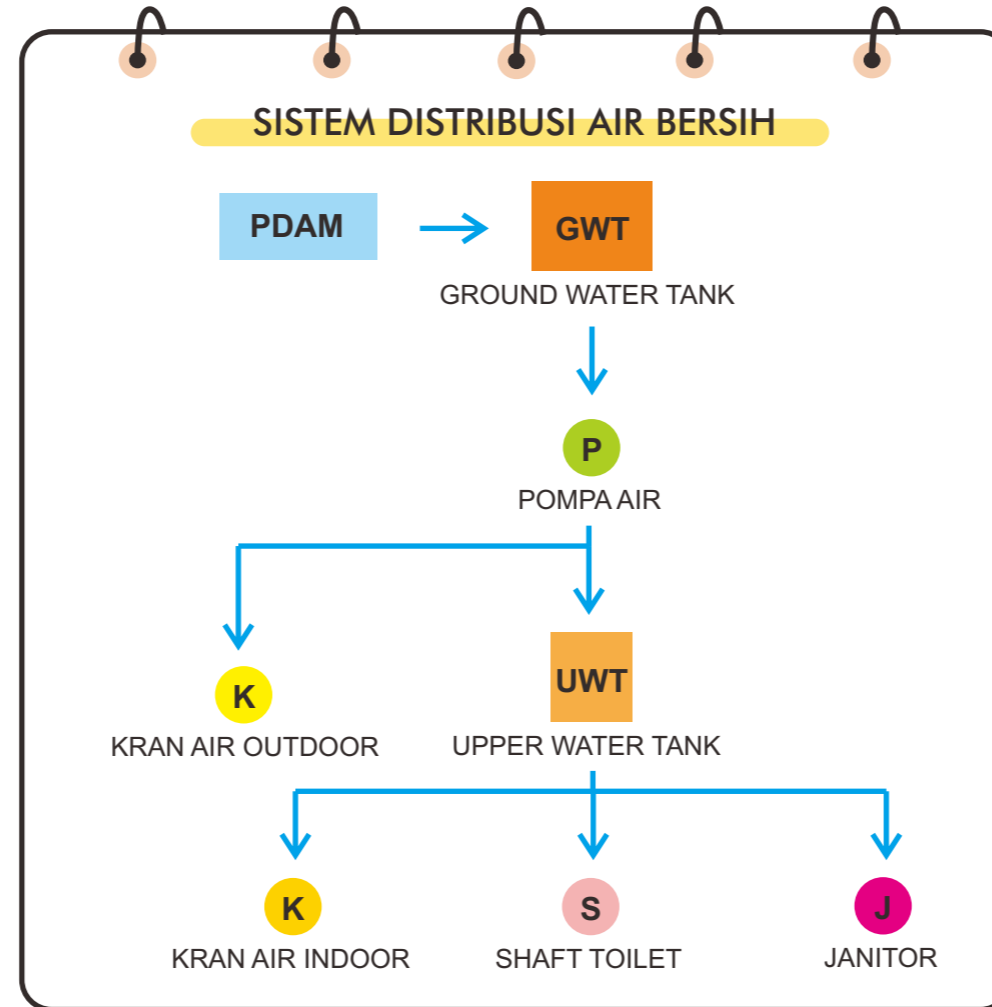 SISTEM DISTRIBUSI AIR BERSIH
PDAM
GWT
GROUND WATER TANK
P
POMPA AIR
K
KRAN AIR OUTDOOR
UWT
UPPER WATER TANK
K
KRAN AIR INDOOR
S
SHAFT TOILET
J
JANITOR